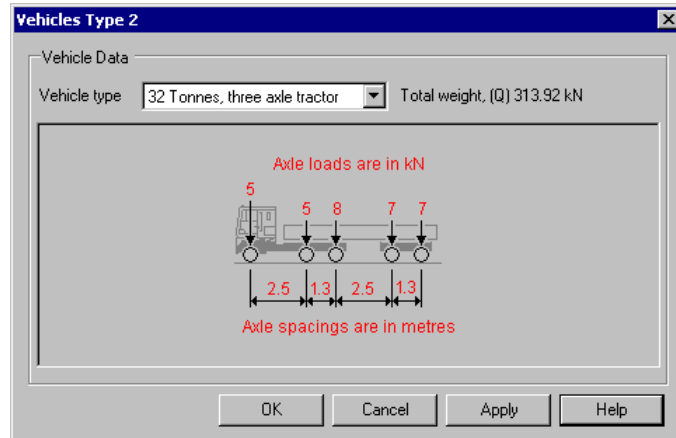 Vehicles Type 2
Vehicle Data
Vehicle type 32 Tonnes, three axle tractor Total weight, (Q) 313.92 kN
Axle loads are in kN
5
5 8 7 7
2.5 1.3 2.5 1.3
Axle spacings are in metres
OK Cancel Apply Help